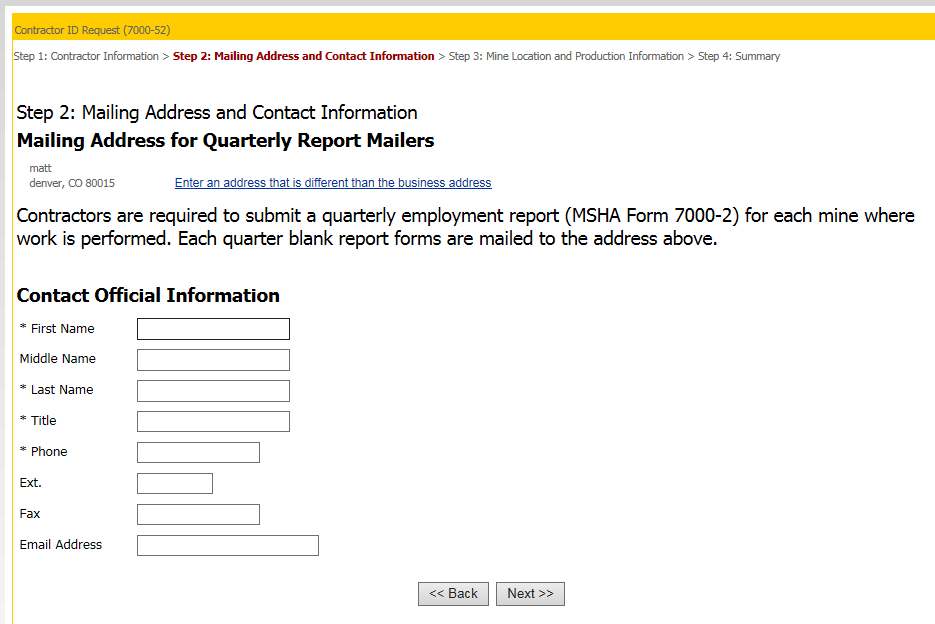 Contractor ID Request (7000-52)
Step 1: Contractor Information > Step 2: Mailing Address and Contact Information > Step 3: Mine Location and Production Information > Step 4: Summary
Step 2: Mailing Address and Contact Information
Mailing Address for Quarterly Report Mailers
matt
denver, CO 80015 Enter an address that is different than the business address
Contractors are required to submit a quarterly employment report (MSHA Form 7000-2) for each mine where
work is performed. Each quarter blank report forms are mailed to the address above.
Contact Official Information
* First Name
Middle Name
* Last Name
* Title
* Phone
Ext.
Fax
Email Address
<< Back Next >>